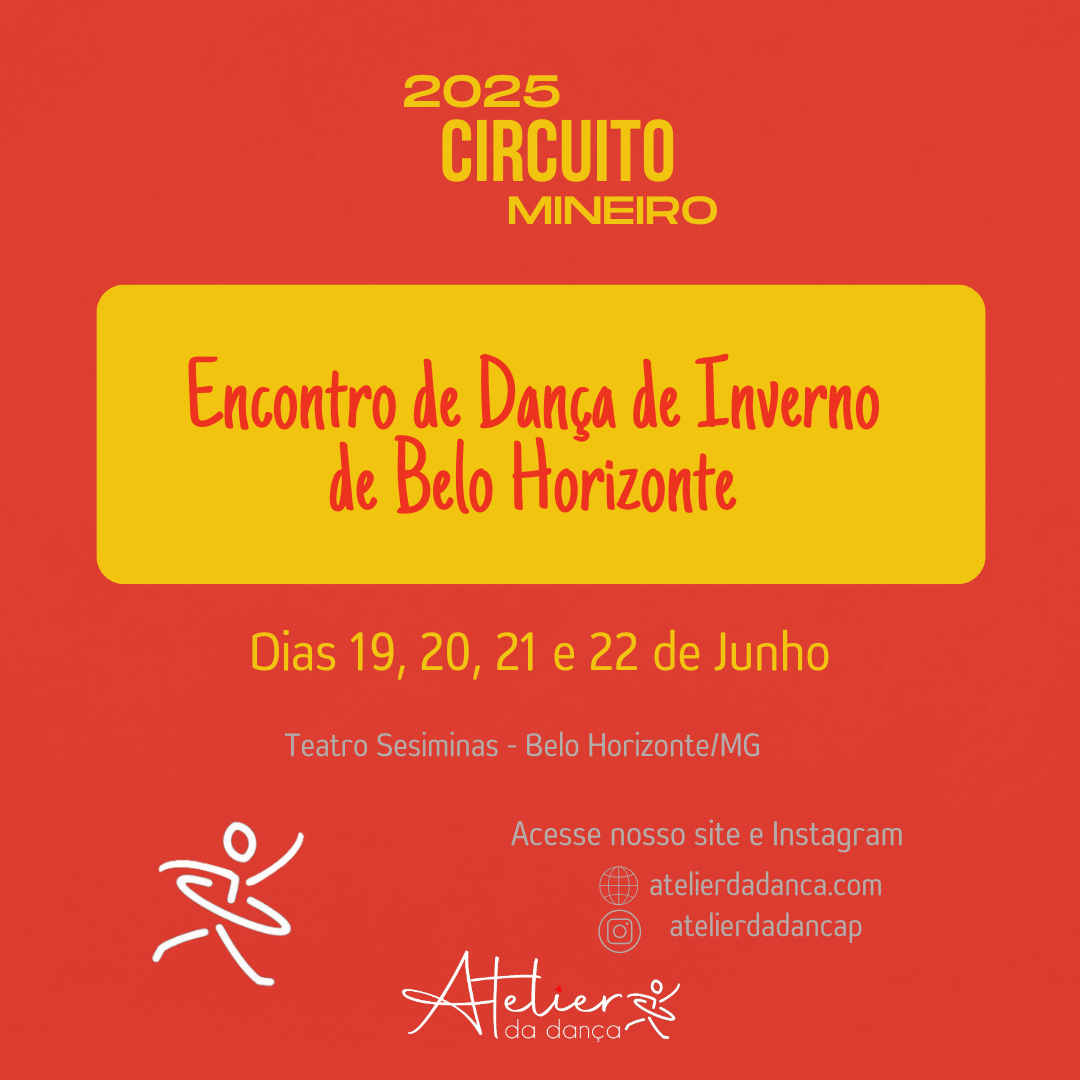 2025
CIRCUITO
MINEIRO
Encontro de Dança de Inverno
de Belo Horizonte
Dias 19, 20, 21 e 22 de Junho
Teatro Sesiminas - Belo Horizonte/MG
Acesse nosso site e Instagram
atelierdadanca.com
atelierdadancap
Atelier
da dança